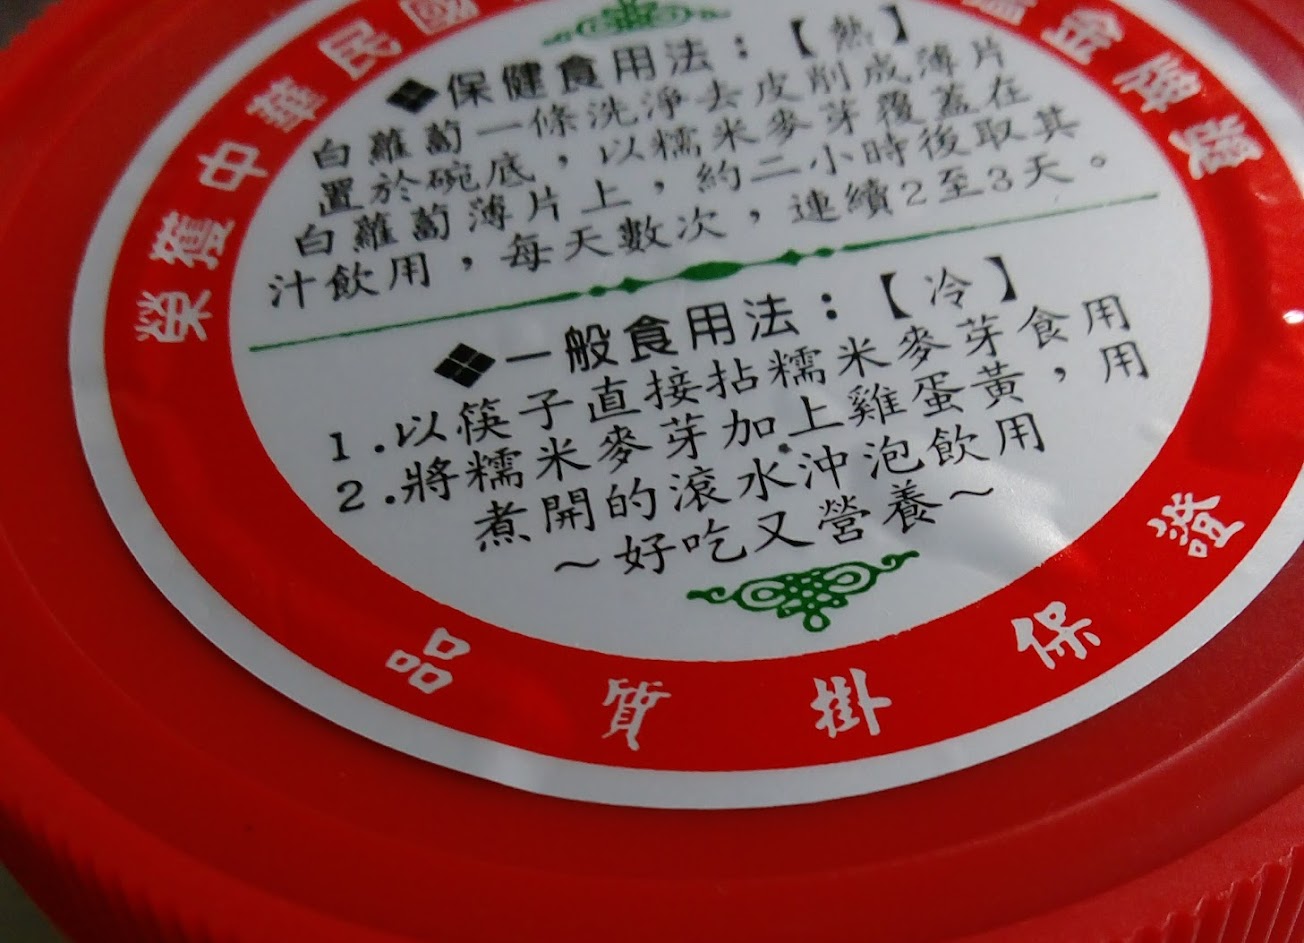 榮獲中華民國
金牌獎
◆保健食用法：【熱】
白蘿蔔一條洗淨去皮削成薄片
置於碗底，以糯米麥芽覆蓋在
白蘿蔔薄片上，約二小時後取其
汁飲用，每天數次，連續2至3天。
❖一般食用法：【冷】
1.以筷子直接拈糯米麥芽食用
2.將糯米麥芽加上雞蛋黃，用
煮開的滾水沖泡飲用
～好吃又營養～
品質掛保證